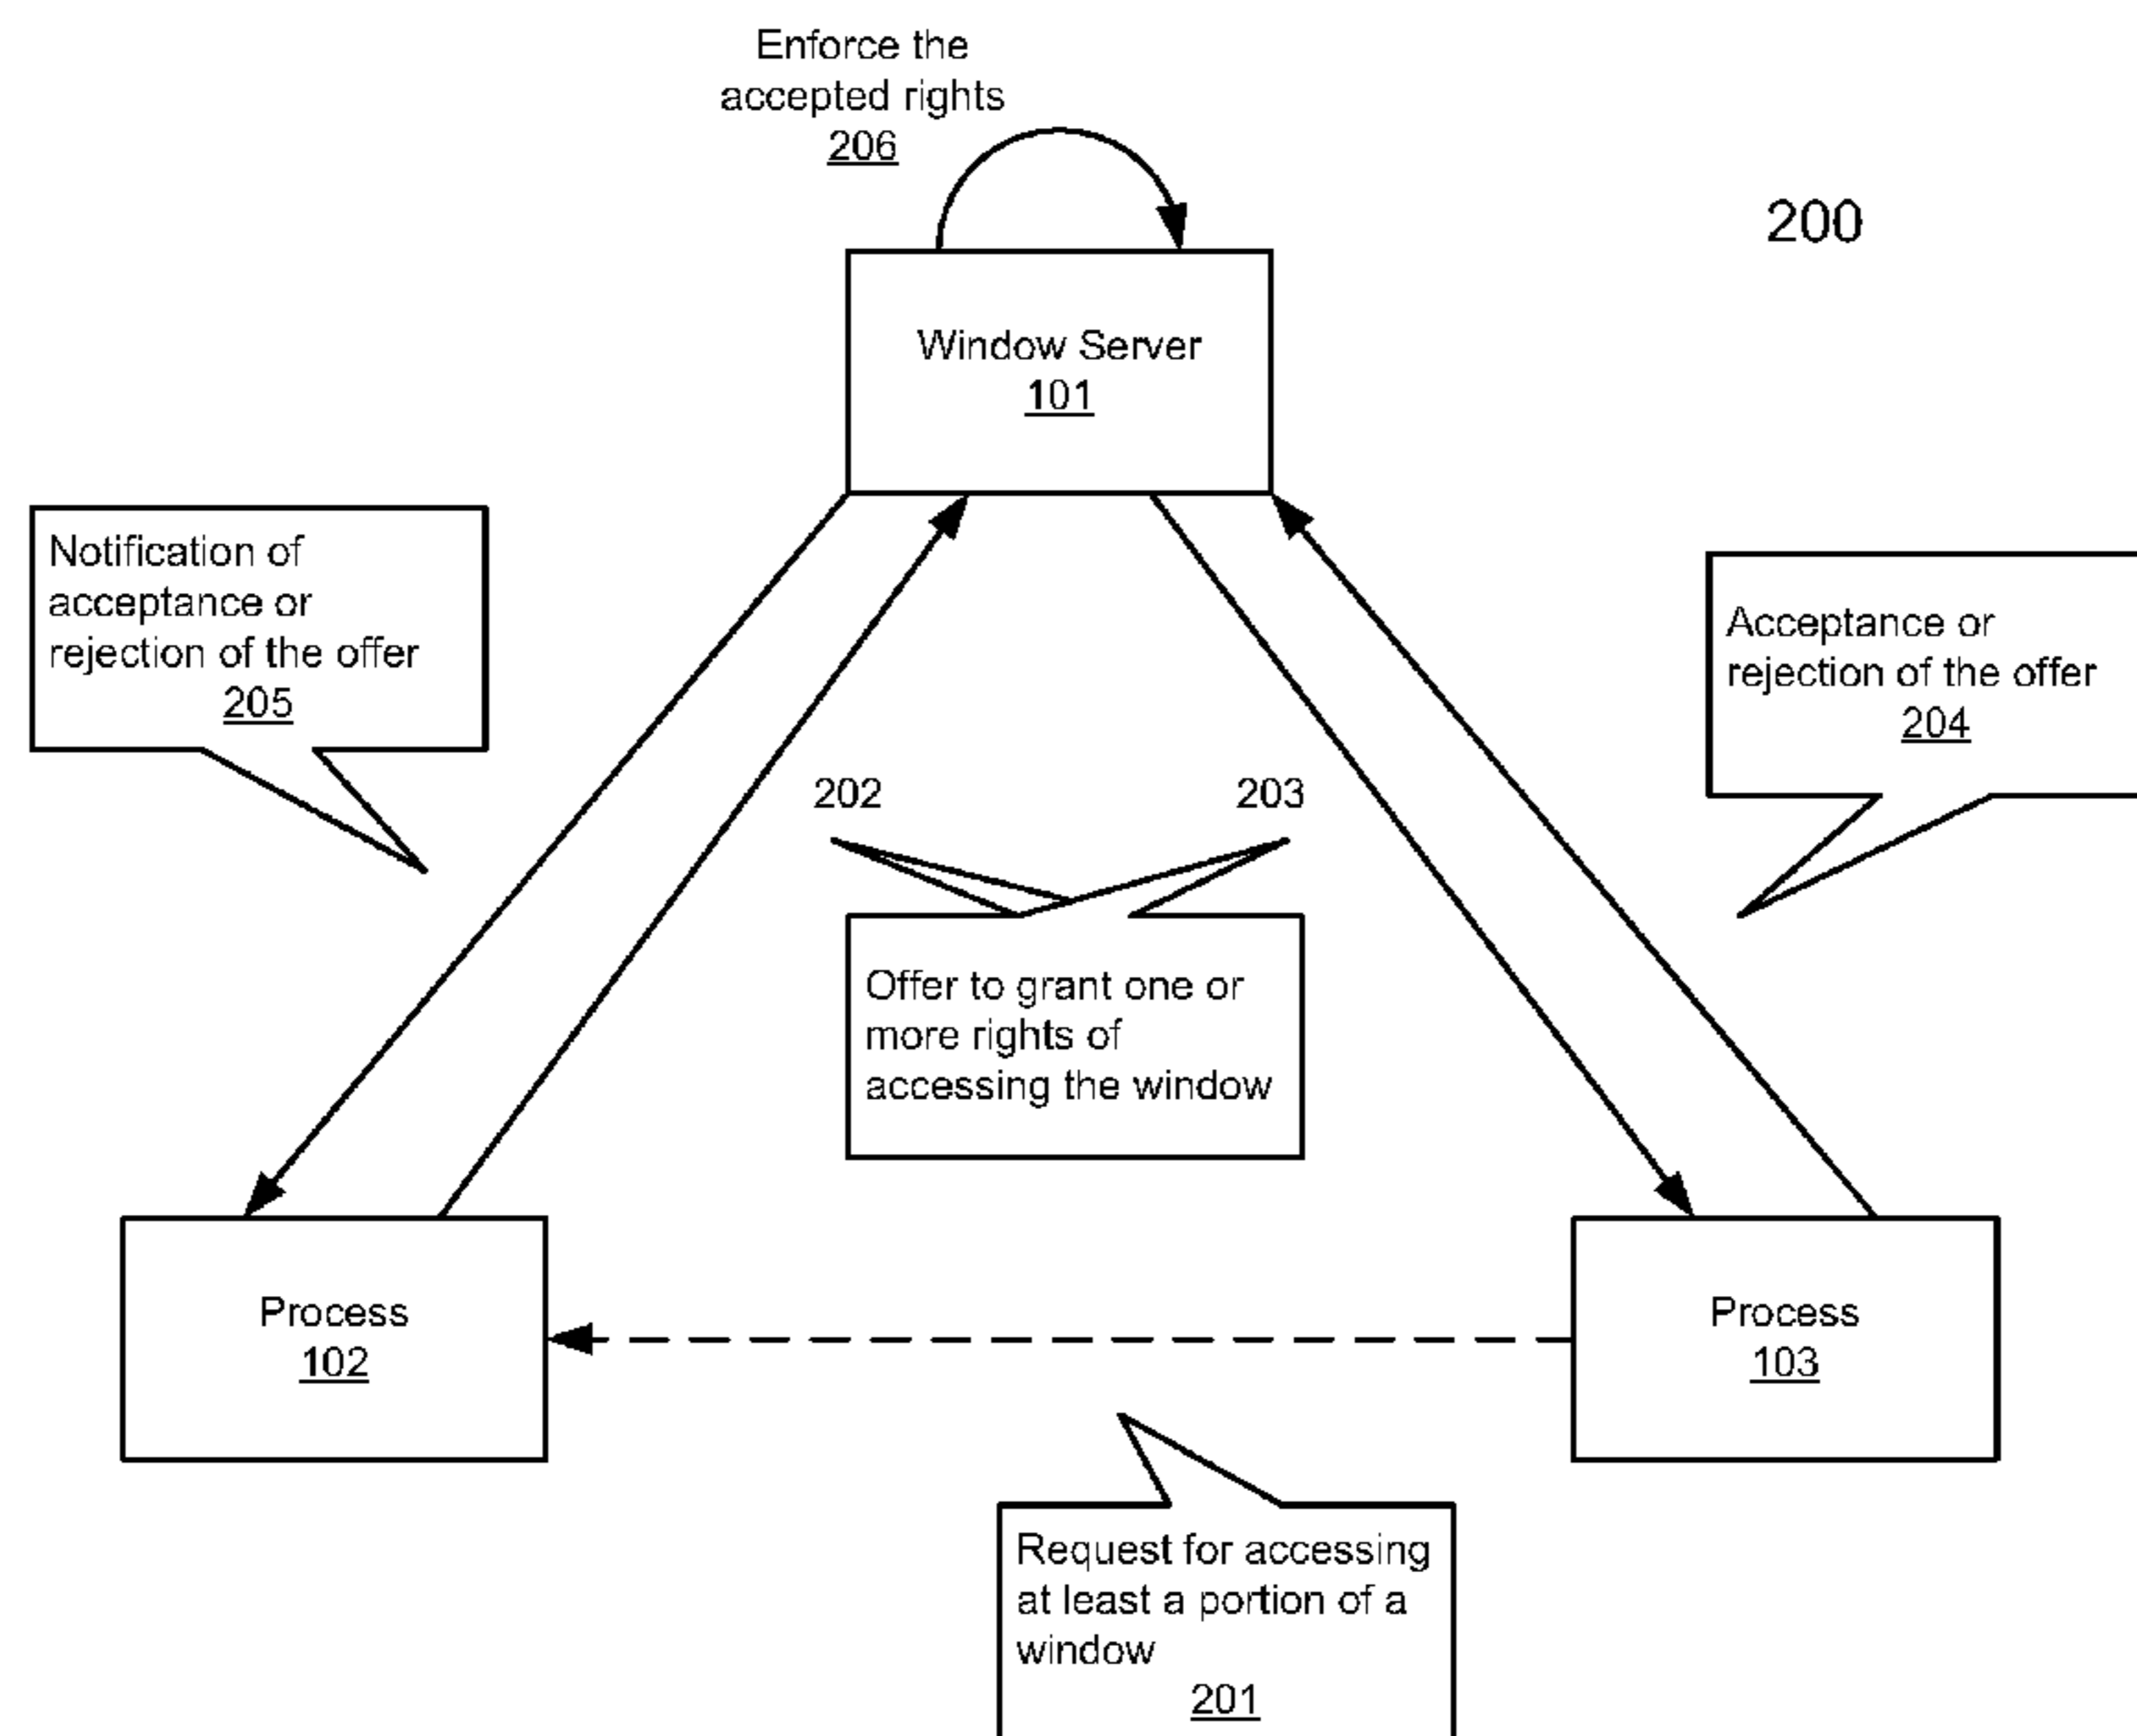 Enforce the
accepted rights
206
200
Window Server
101
Notification of
acceptance or
rejection of the offer
205
Acceptance or
rejection of the offer
204
202
203
Offer to grant one or
more rights of
accessing the window
Process
102
Process
103
Request for accessing
at least a portion of a
window
201